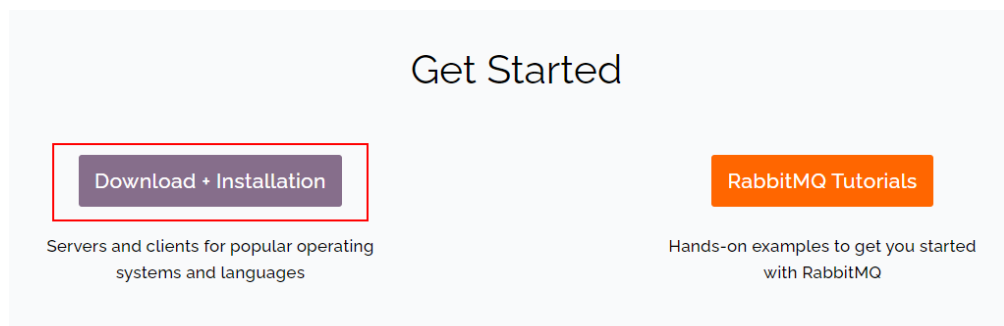 Get Started
Download + Installation
Servers and clients for popular operating
systems and languages
RabbitMQ Tutorials
Hands-on examples to get you started
with RabbitMQ